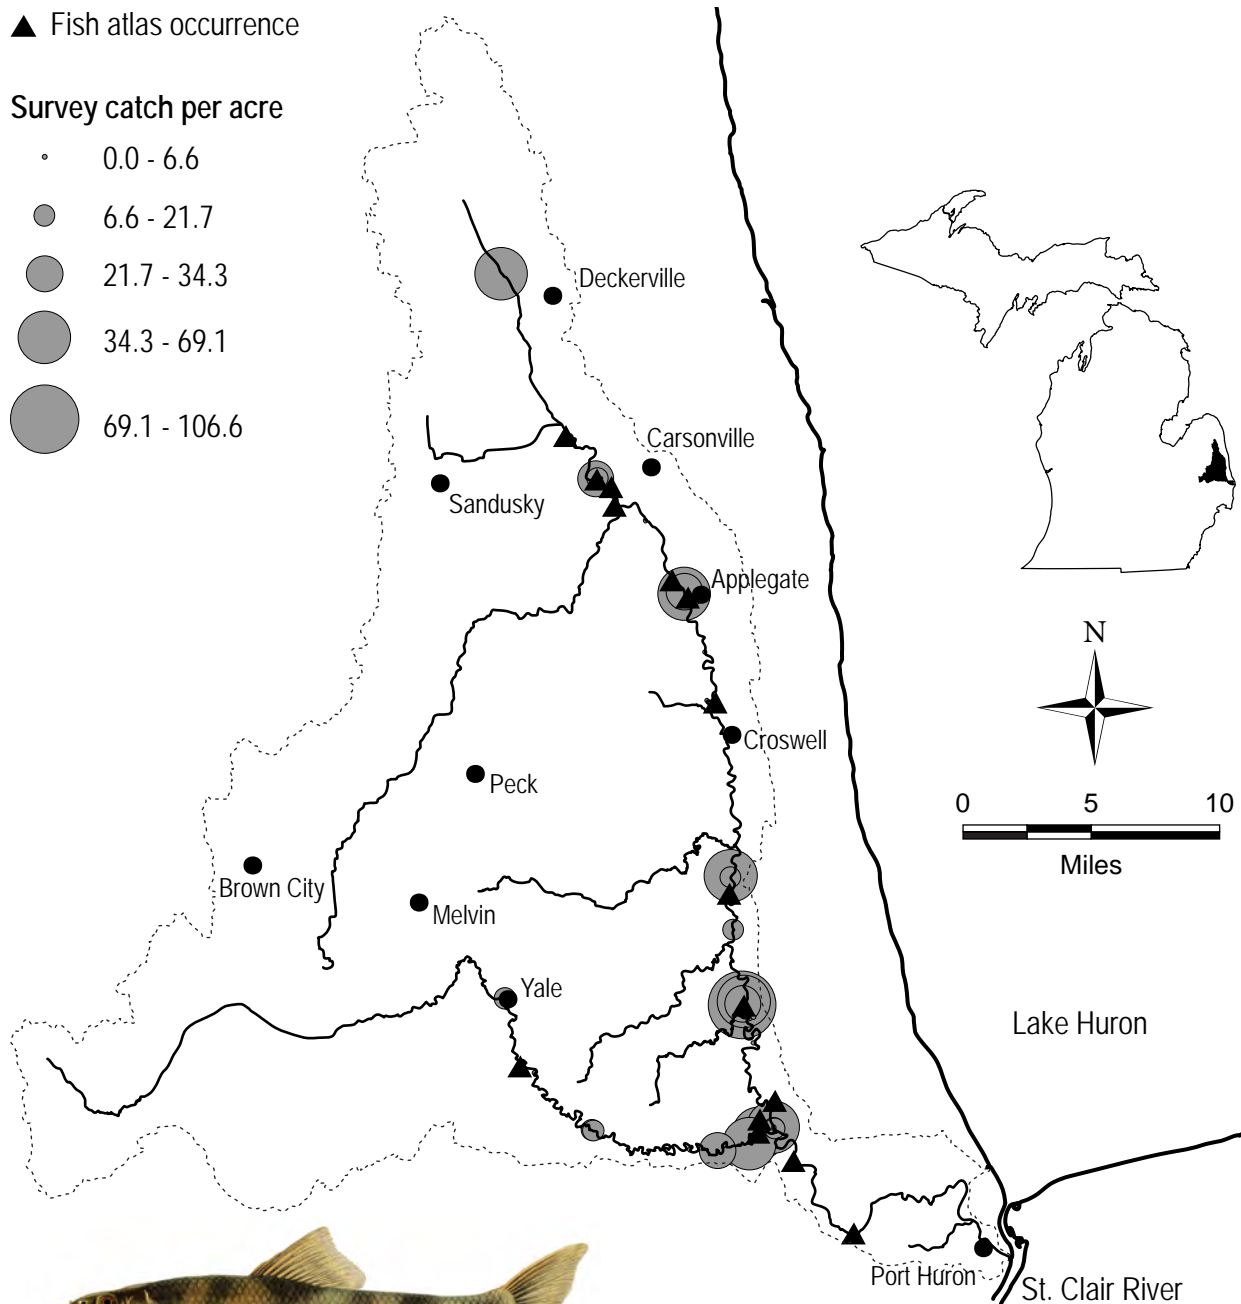 Fish atlas occurrence
Survey catch per acre
0.0 - 6.6
6.6 - 21.7
21.7 - 34.3
34.3 - 69.1
69.1 - 106.6
Deckerville
Carsonville
Sandusky
Applegate
Croswell
Peck
Brown City
Melvin
Yale
Port Huron
N
0 5 10
Miles
Lake Huron
St. Clair River